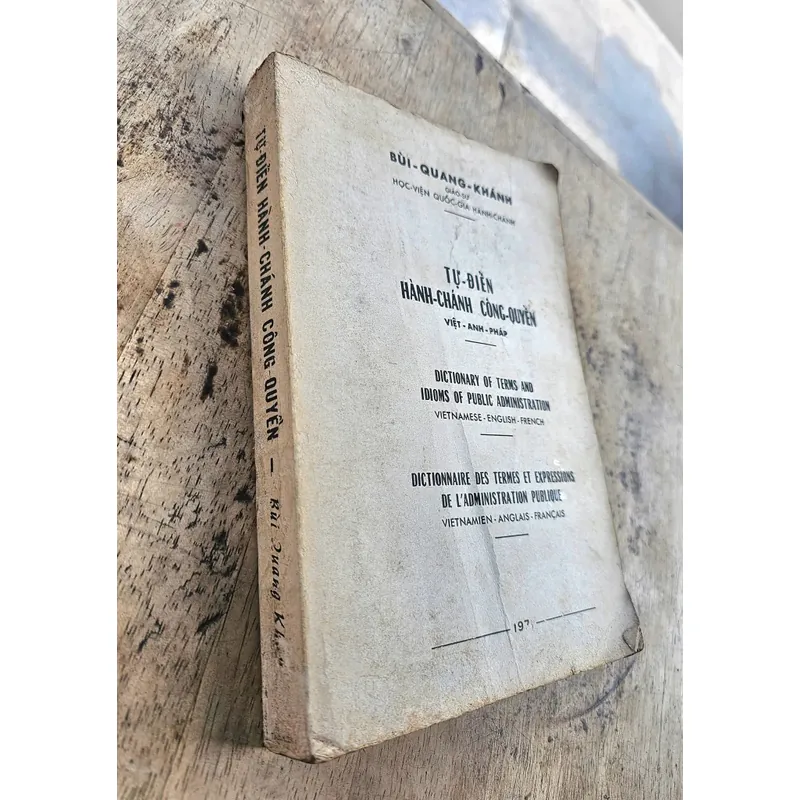 TỰ-ĐIỂN HÀNH-CHÁNH CÔNG-QUYỀN — Bùi Quang
BÙI-QUANG-KHÁNH
GIÁO-SƯ
HỌC-VIỆN QUỐC-GIA HÀNH-CHÁNH
TỰ-ĐIỂN
HÀNH-CHÁNH CÔNG-QUYỀN
VIỆT - ANH - PHÁP
DICTIONARY OF TERMS AND
IDIOMS OF PUBLIC ADMINISTRATION
VIETNAMESE - ENGLISH - FRENCH
DICTIONNAIRE DES TERMES ET EXPRESSIONS
DE L'ADMINISTRATION PUBLIQUE
VIETNAMIEN - ANGLAIS - FRANÇAIS